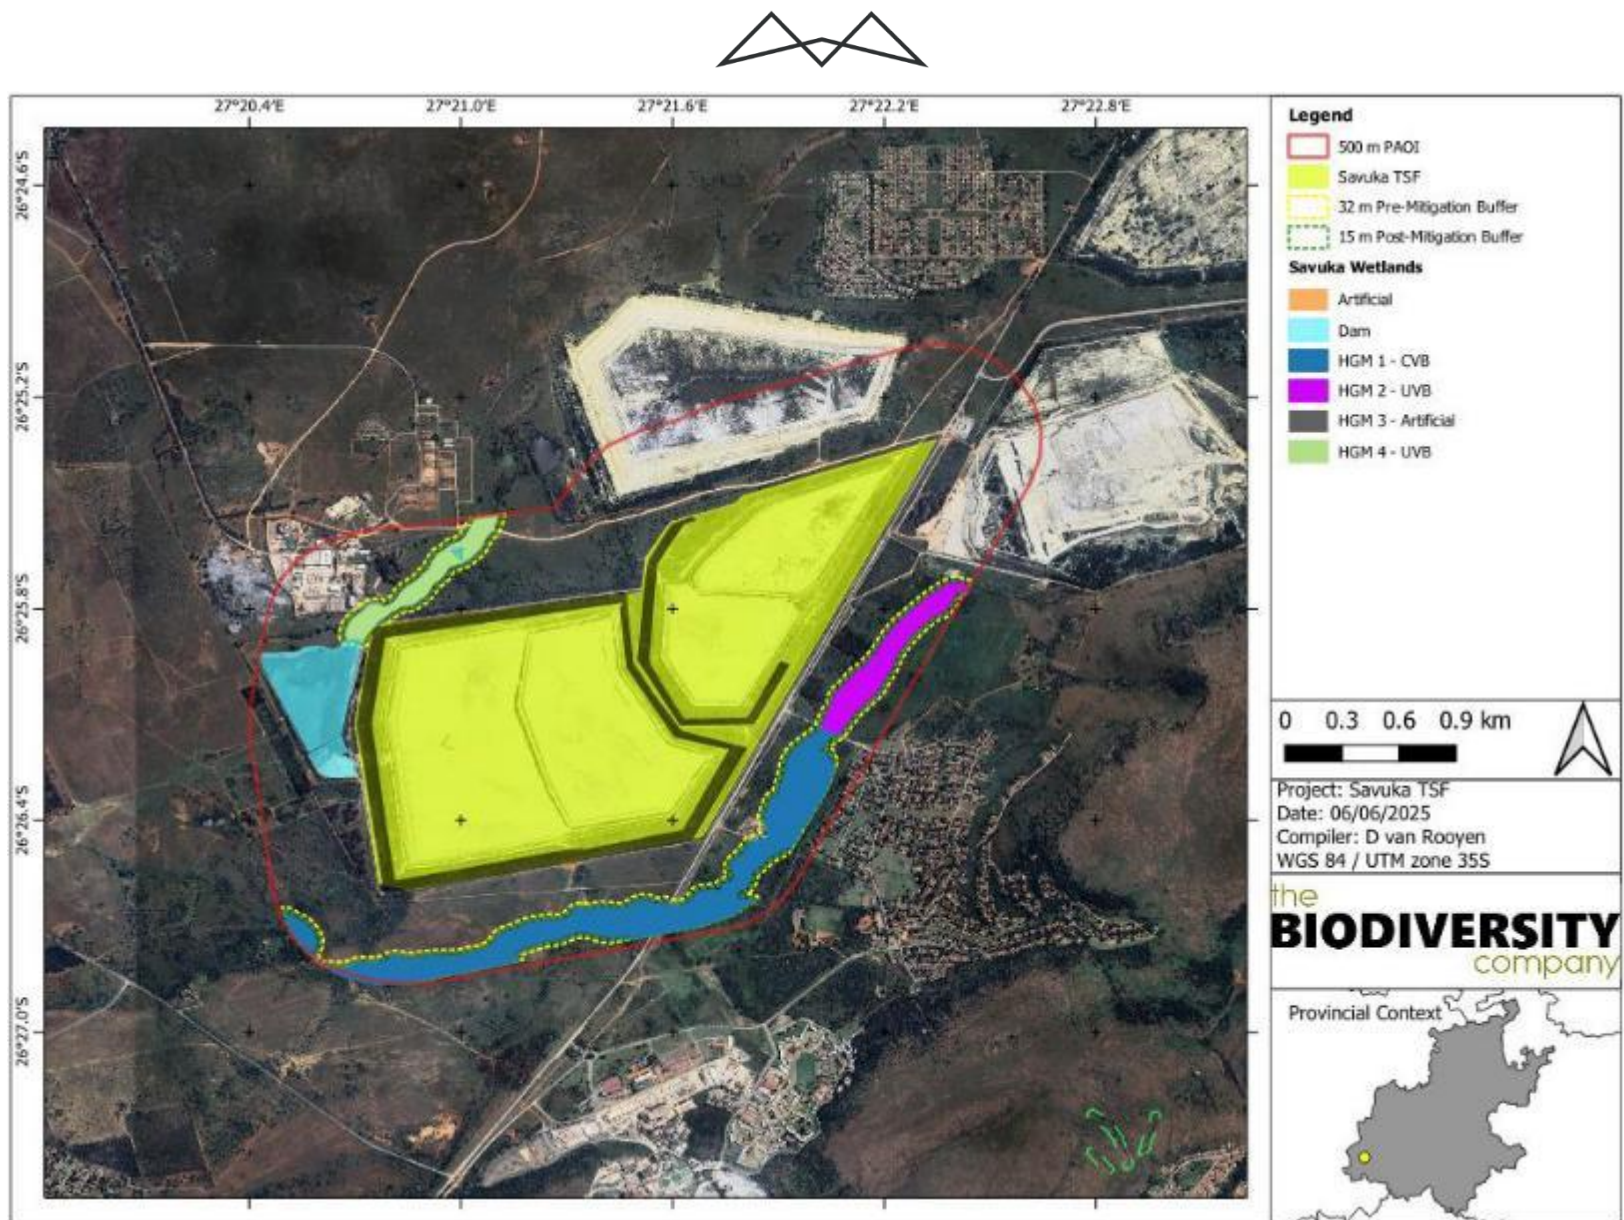 27°20.4'E 27°21.0'E 27°21.6'E 27°22.2'E 27°22.8'E
26°24.6'S
26°25.2'S
26°25.8'S
26°26.4'S
26°27.0'S
Legend
500 m PAOI
Savuka TSF
32 m Pre-Mitigation Buffer
15 m Post-Mitigation Buffer
Savuka Wetlands
Artificial
Dam
HGM 1 - CVB
HGM 2 - UVB
HGM 3 - Artificial
HGM 4 - UVB
0 0.3 0.6 0.9 km
Project: Savuka TSF
Date: 06/06/2025
Compiler: D van Rooyen
WGS 84 / UTM zone 35S
the
BIODIVERSITY
company
Provincial Context